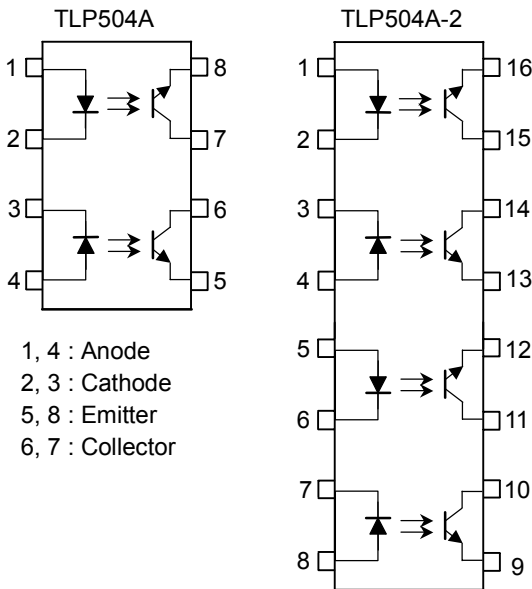 TLP504A
1 8
2 7
3 6
4 5
1, 4 : Anode
2, 3 : Cathode
5, 8 : Emitter
6, 7 : Collector
TLP504A-2
1 16
2 15
3 14
4 13
5 12
6 11
7 10
8 9